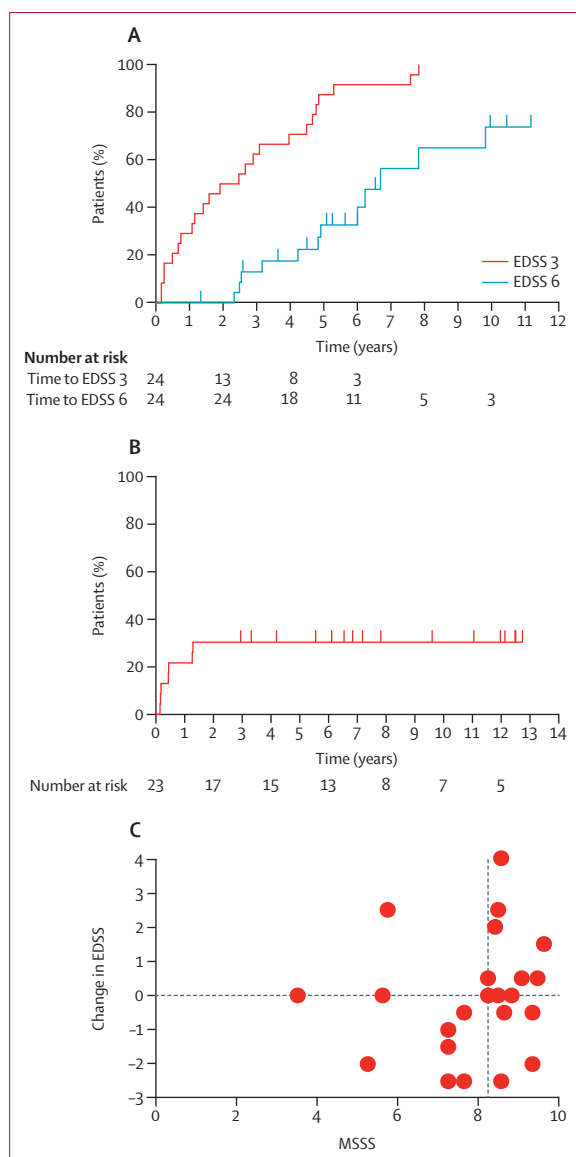 A
100
80
60
40
20
0
Patients (%)
EDSS 3
EDSS 6
0 1 2 3 4 5 6 7 8 9 10 11 12
Time (years)
Number at risk
Time to EDSS 3 24 13 8 3
Time to EDSS 6 24 24 18 11 5 3
B
100
80
60
40
20
0
Patients (%)
0 1 2 3 4 5 6 7 8 9 10 11 12 13 14
Time (years)
Number at risk 23 17 15 13 8 7 5
C
4
3
2
1
0
−1
−2
−3
Change in EDSS
0 2 4 6 8 10
MSSS